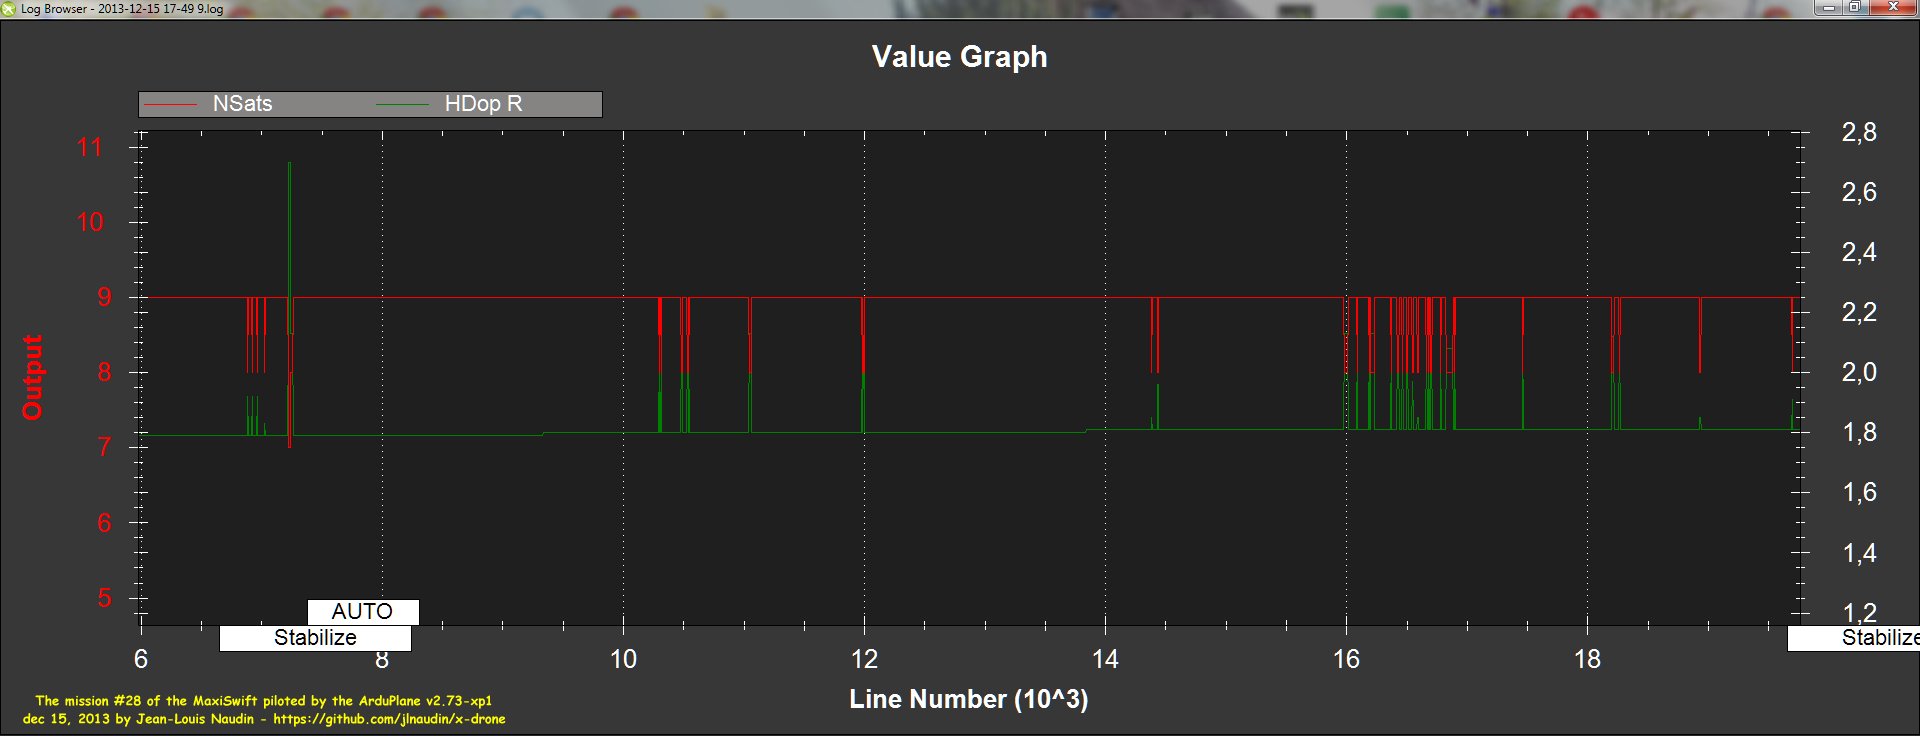 Log Browser - 2013-12-15 17-49 9.log
Value Graph
NSats HDop R
11
10
9
8
7
6
5
Output
2,8
2,6
2,4
2,2
2,0
1,8
1,6
1,4
1,2
AUTO
Stabilize
Stabilize
6 8 10 12 14 16 18
Line Number (10^3)
The mission #28 of the MaxiSwift piloted by the ArduPlane v2.73-xp1
dec 15, 2013 by Jean-Louis Naudin - https://github.com/jlnaudin/x-drone